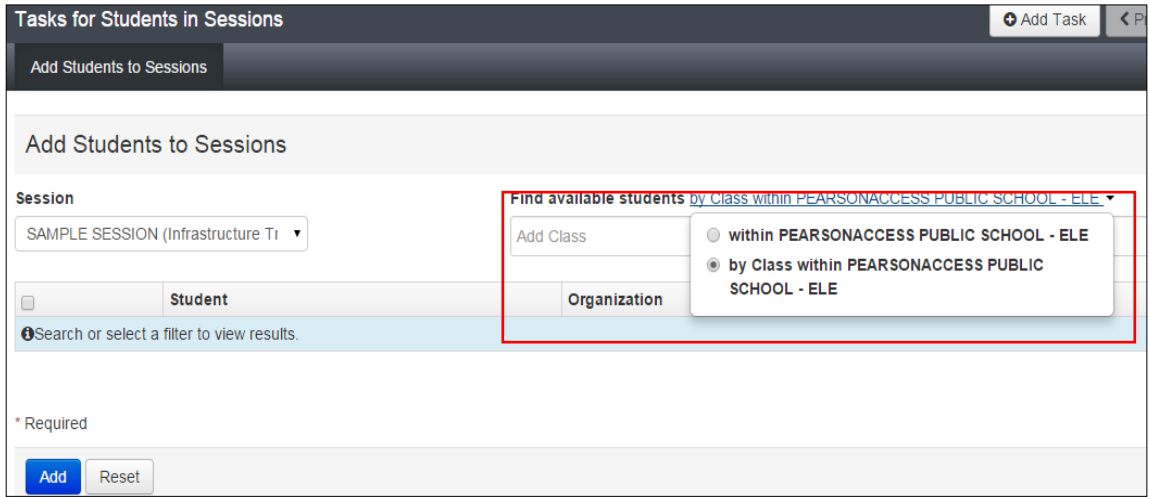 Tasks for Students in Sessions
Add Task
Add Students to Sessions
Add Students to Sessions
Session
Find available students by Class within PEARSONACCESS PUBLIC SCHOOL - ELE
SAMPLE SESSION (Infrastructure
Add Class
within PEARSONACCESS PUBLIC SCHOOL - ELE
by Class within PEARSONACCESS PUBLIC
SCHOOL - ELE
Student
Organization
Search or select a filter to view results.
* Required
Add
Reset